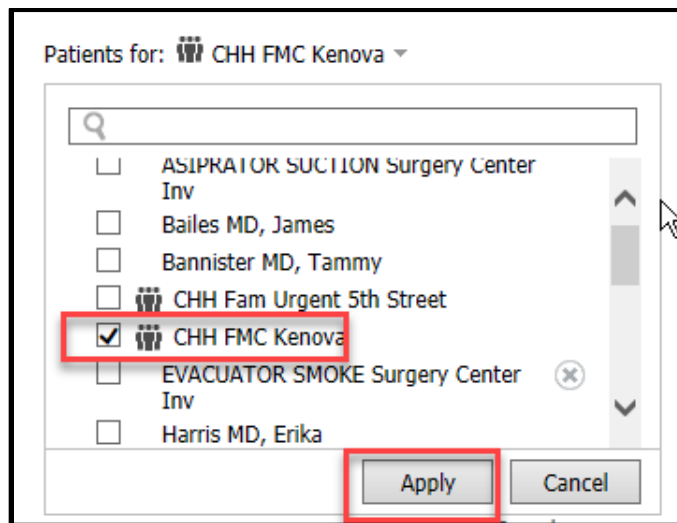 Patients for: CHH FMC Kenova
ASIPRATOR SUCTION Surgery Center
Inv
Bailes MD, James
Bannister MD, Tammy
CHH Fam Urgent 5th Street
CHH FMC Kenova
EVACUATOR SMOKE Surgery Center
Inv
Harris MD, Erika
Apply Cancel